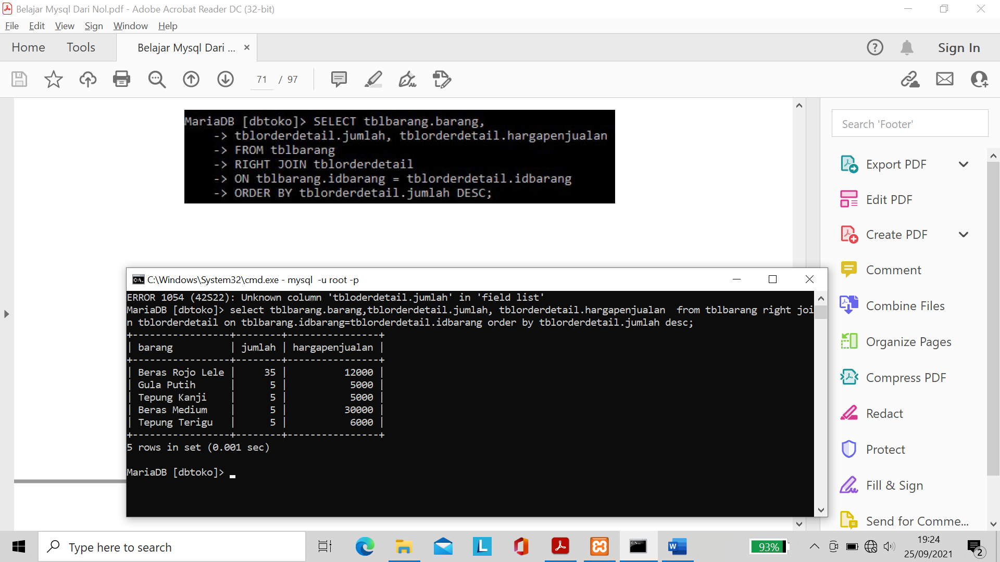 Belajar Mysql Dari Nol.pdf - Adobe Acrobat Reader DC (32-bit)
File Edit View Sign Window Help
Home Tools Belajar Mysql Dari ... × Sign In
71 / 97
MariaDB [dbtoko]> SELECT tblbarang.barang,
-> tblorderdetail.jumlah, tblorderdetail.hargapenjualan
-> FROM tblbarang
-> RIGHT JOIN tblorderdetail
-> ON tblbarang.idbarang = tblorderdetail.idbarang
-> ORDER BY tblorderdetail.jumlah DESC;
C:\Windows\System32\cmd.exe - mysql -u root -p
ERROR 1054 (42S22): Unknown column 'tbloderdetail.jumlah' in 'field list'
MariaDB [dbtoko]> select tblbarang.barang,tblorderdetail.jumlah, tblorderdetail.hargapenjualan  from tblbarang right joi
n tblorderdetail on tblbarang.idbarang=tblorderdetail.idbarang order by tblorderdetail.jumlah desc;
+-----------------+--------+----------------+
| barang          | jumlah | hargapenjualan |
+-----------------+--------+----------------+
| Beras Rojo Lele |     35 |          12000 |
| Gula Putih      |      5 |           5000 |
| Tepung Kanji    |      5 |           5000 |
| Beras Medium    |      5 |          30000 |
| Tepung Terigu   |      5 |           6000 |
+-----------------+--------+----------------+
5 rows in set (0.001 sec)
MariaDB [dbtoko]>
Search 'Footer'
Export PDF
Edit PDF
Create PDF
Comment
Combine Files
Organize Pages
Compress PDF
Redact
Protect
Fill & Sign
Send for Comme...
Type here to search
93%
19:24
25/09/2021
2